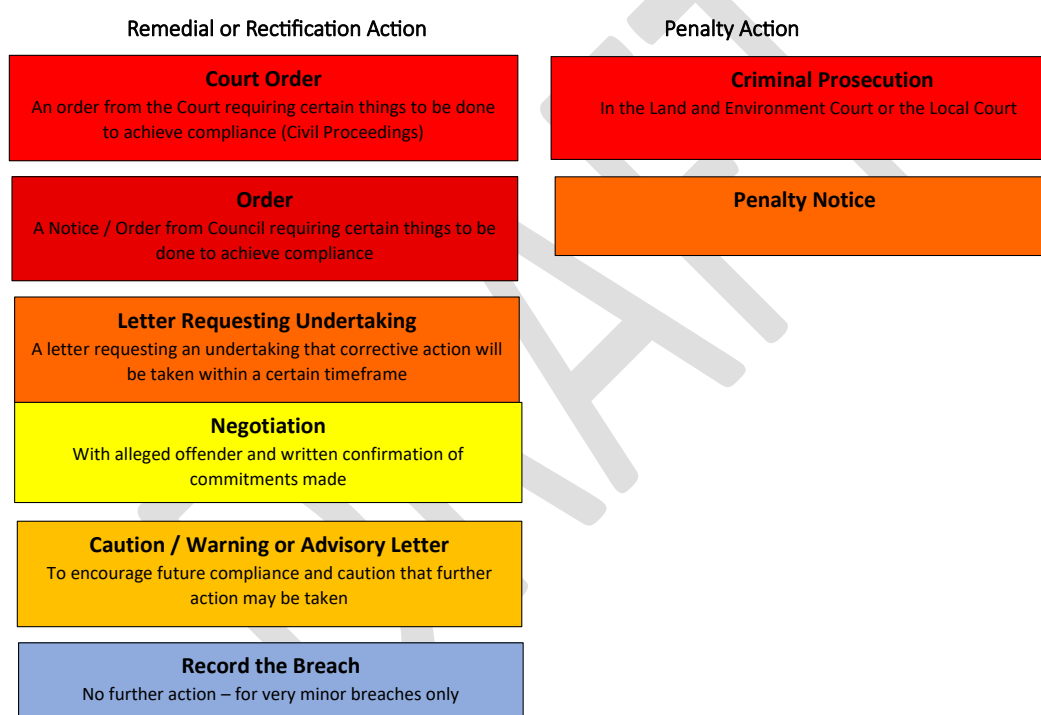 Remedial or Rectification Action
Court Order
An order from the Court requiring certain things to be done
to achieve compliance (Civil Proceedings)
Order
A Notice / Order from Council requiring certain things to be
done to achieve compliance
Letter Requesting Undertaking
A letter requesting an undertaking that corrective action will
be taken within a certain timeframe
Negotiation
With alleged offender and written confirmation of
commitments made
Caution / Warning or Advisory Letter
To encourage future compliance and caution that further
action may be taken
Record the Breach
No further action – for very minor breaches only
Penalty Action
Criminal Prosecution
In the Land and Environment Court or the Local Court
Penalty Notice
DRAFT